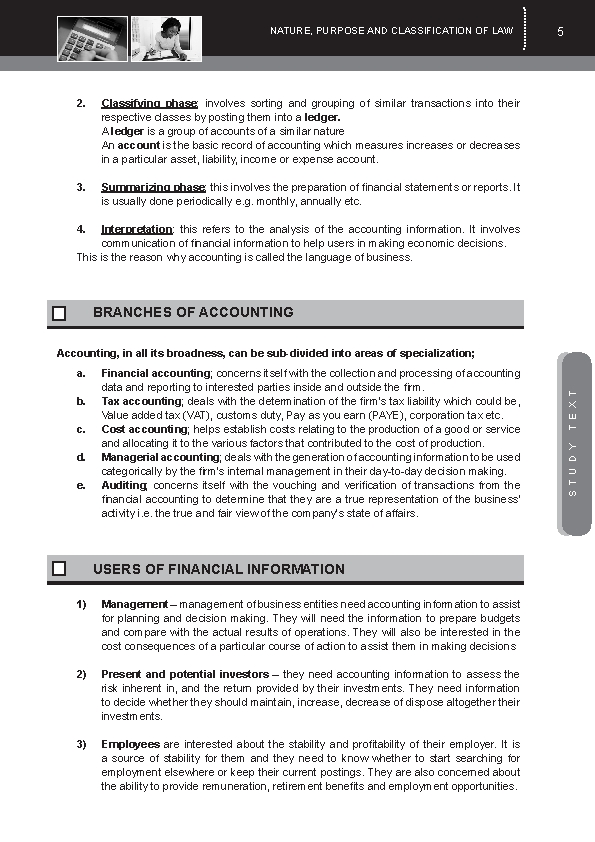 NATURE, PURPOSE AND CLASSIFICATION OF LAW 5
2. Classifying phase; involves sorting and grouping of similar transactions into their
respective classes by posting them into a ledger.
A ledger is a group of accounts of a similar nature
An account is the basic record of accounting which measures increases or decreases
in a particular asset, liability, income or expense account.
3. Summarizing phase; this involves the preparation of financial statements or reports. It
is usually done periodically e.g. monthly, annually etc.
4. Interpretation; this refers to the analysis of the accounting information. It involves
communication of financial information to help users in making economic decisions.
This is the reason why accounting is called the language of business.
BRANCHES OF ACCOUNTING
Accounting, in all its broadness, can be sub-divided into areas of specialization;
a. Financial accounting; concerns itself with the collection and processing of accounting
data and reporting to interested parties inside and outside the firm.
b. Tax accounting; deals with the determination of the firm's tax liability which could be,
Value added tax (VAT), customs duty, Pay as you earn (PAYE), corporation tax etc.
c. Cost accounting; helps establish costs relating to the production of a good or service
and allocating it to the various factors that contributed to the cost of production.
d. Managerial accounting; deals with the generation of accounting information to be used
categorically by the firm's internal management in their day-to-day decision making.
e. Auditing; concerns itself with the vouching and verification of transactions from the
financial accounting to determine that they are a true representation of the business'
activity i.e. the true and fair view of the company's state of affairs.
STUDY TEXT
USERS OF FINANCIAL INFORMATION
1) Management – management of business entities need accounting information to assist
for planning and decision making. They will need the information to prepare budgets
and compare with the actual results of operations. They will also be interested in the
cost consequences of a particular course of action to assist them in making decisions
2) Present and potential investors – they need accounting information to assess the
risk inherent in, and the return provided by their investments. They need information
to decide whether they should maintain, increase, decrease of dispose altogether their
investments.
3) Employees are interested about the stability and profitability of their employer. It is
a source of stability for them and they need to know whether to start searching for
employment elsewhere or keep their current postings. They are also concerned about
the ability to provide remuneration, retirement benefits and employment opportunities.